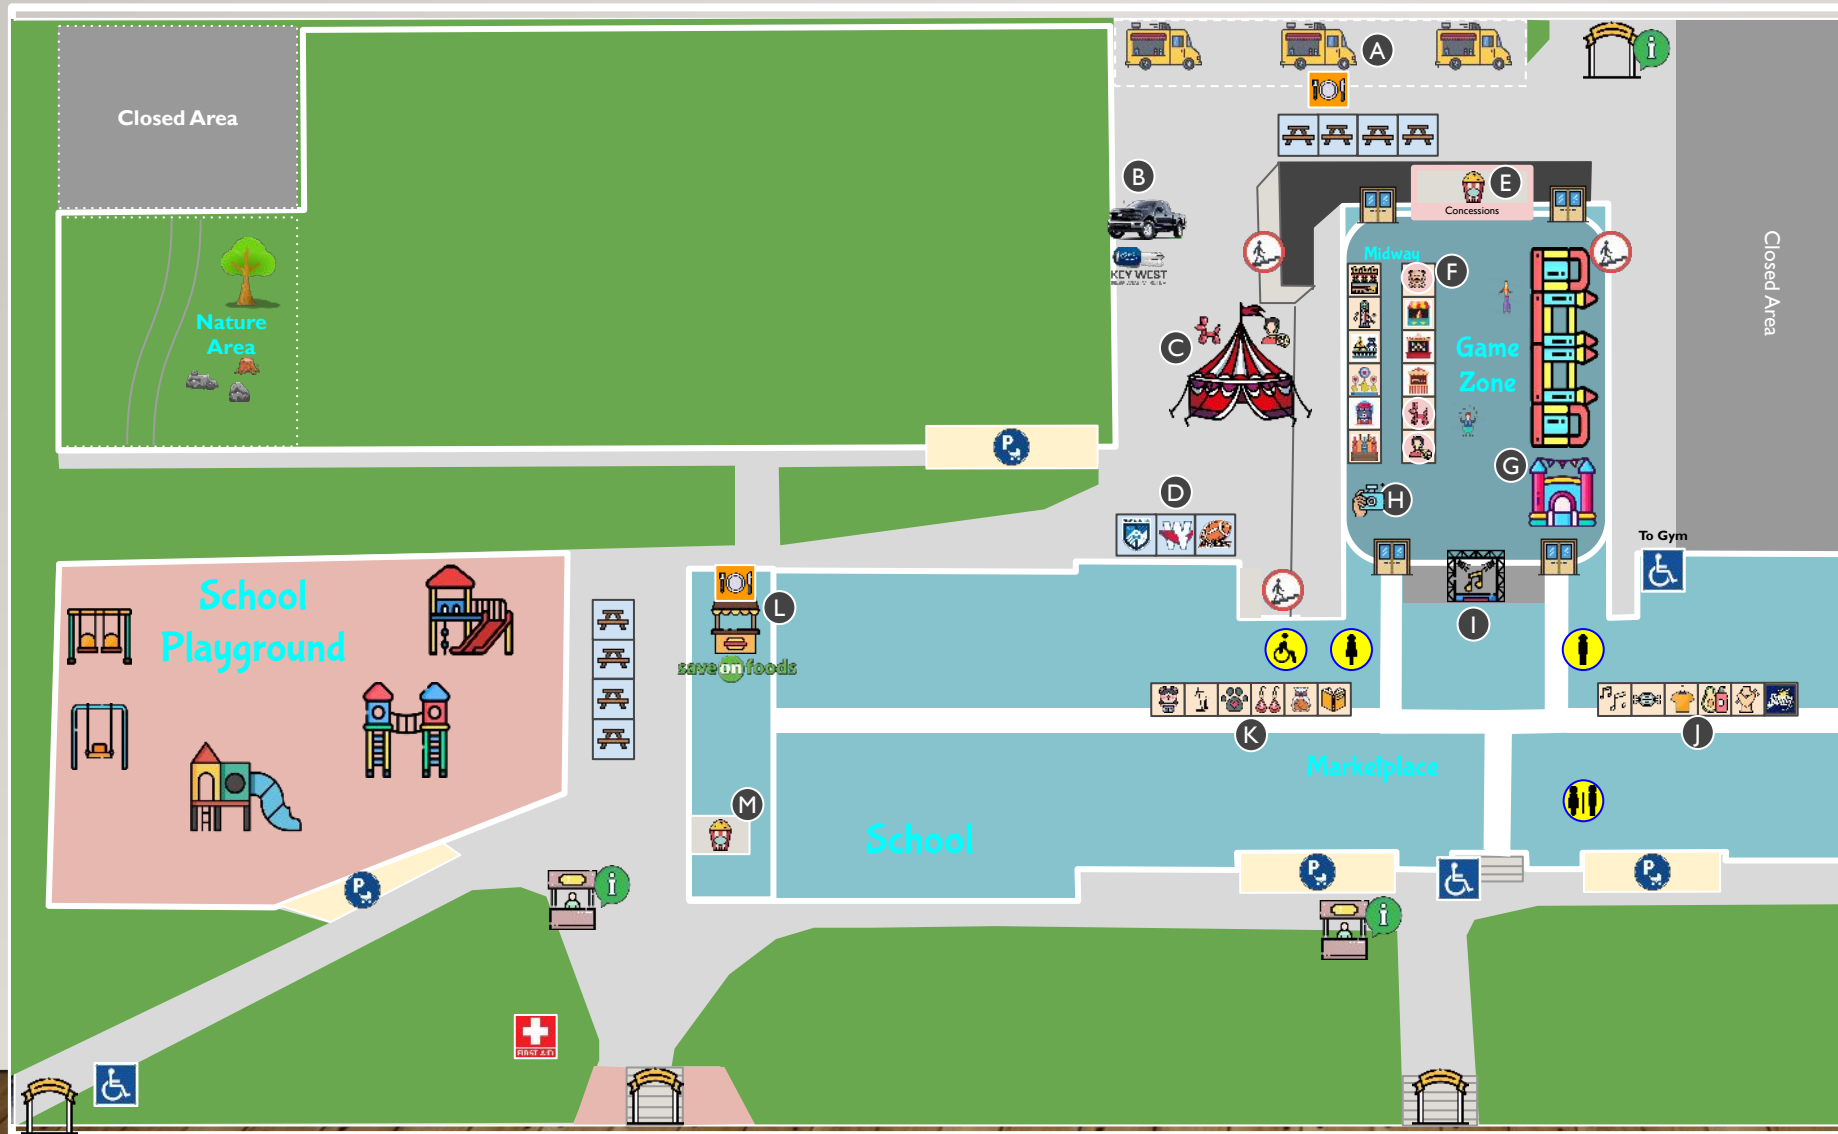 A
Closed Area
B
E
Concessions
KEY WEST
Midway
F
Closed Area
Nature
Area
C
Game
Zone
P
G
H
D
To Gym
School
Playground
L
I
save on foods
K
J
Marketplace
M
School
P
P
P
i
i
i
FIRST AID